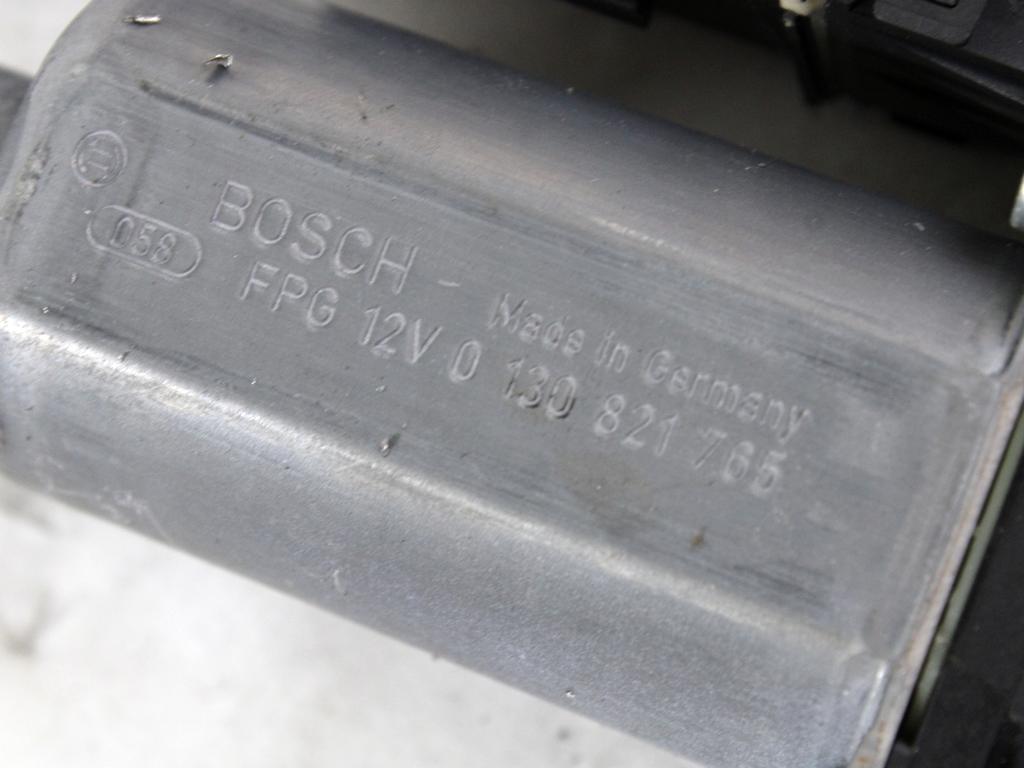 BOSCH - Made in Germany
058
FPG 12V 0 130 821 765